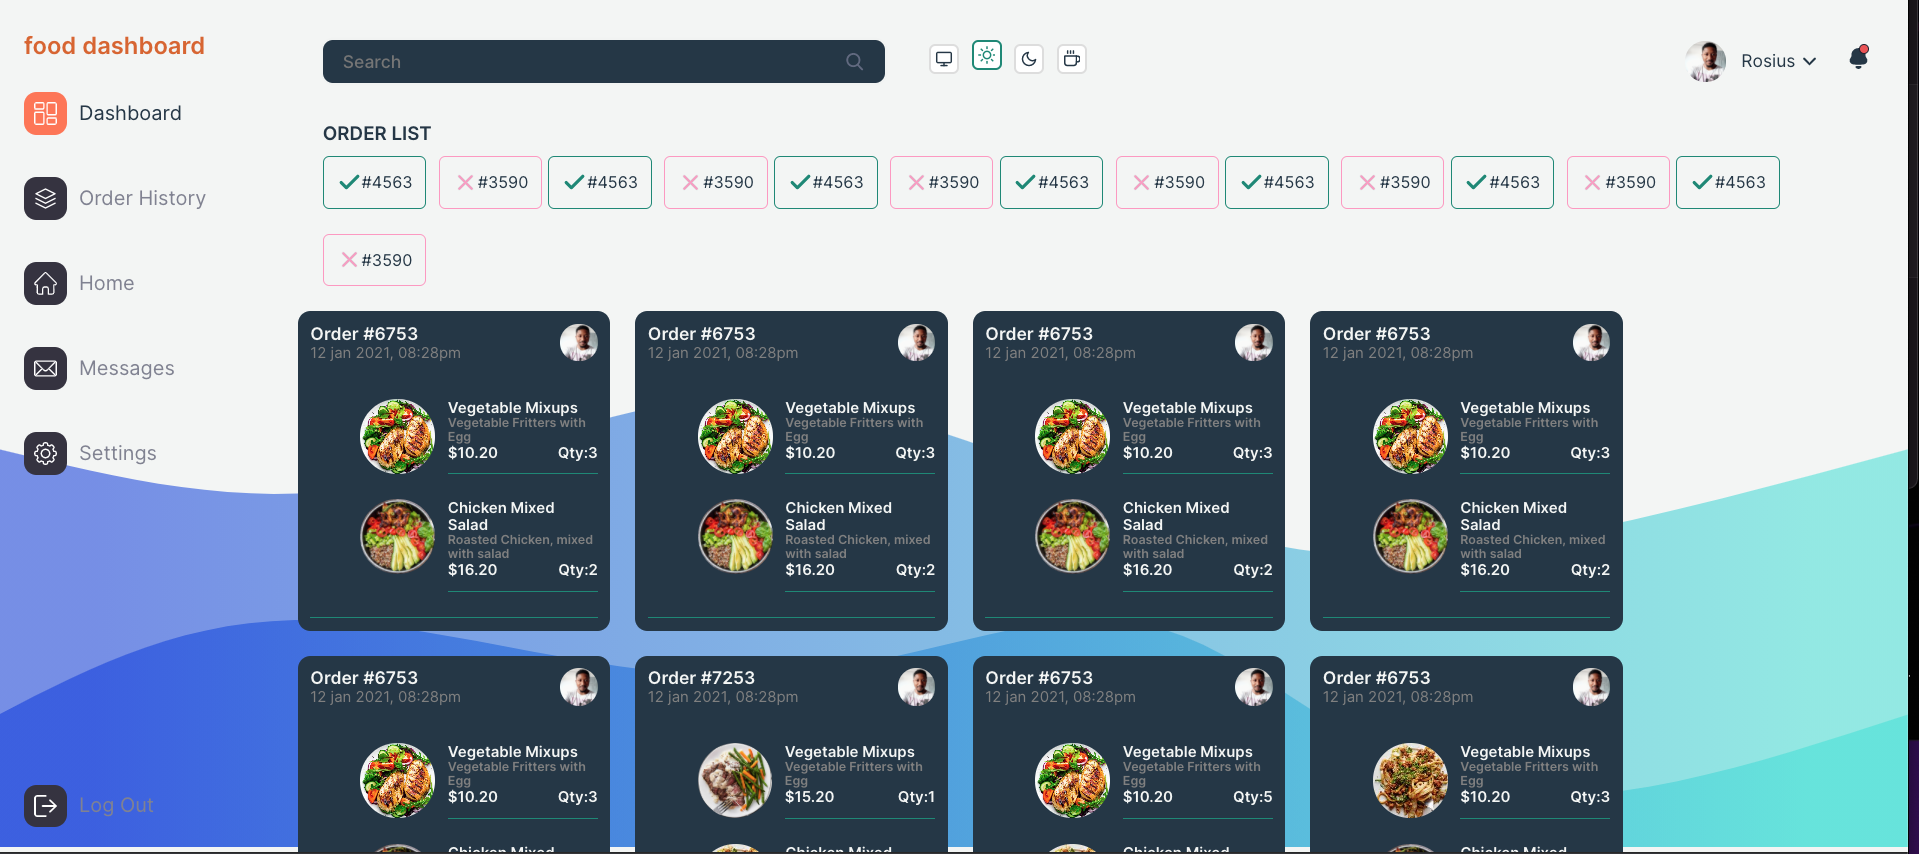 food dashboard
Search
Rosius
Dashboard
Order History
Home
Messages
Settings
Log Out
ORDER LIST
#4563 #3590 #4563 #3590 #4563 #3590 #4563 #3590 #4563 #3590 #4563 #3590 #4563
#3590
Order #6753
12 jan 2021, 08:28pm
Vegetable Mixups
Vegetable Fritters with
Egg
$10.20 Qty:3
Chicken Mixed
Salad
Roasted Chicken, mixed
with salad
$16.20 Qty:2
Order #6753
12 jan 2021, 08:28pm
Vegetable Mixups
Vegetable Fritters with
Egg
$10.20 Qty:3
Chicken Mixed
Salad
Roasted Chicken, mixed
with salad
$16.20 Qty:2
Order #6753
12 jan 2021, 08:28pm
Vegetable Mixups
Vegetable Fritters with
Egg
$10.20 Qty:3
Chicken Mixed
Salad
Roasted Chicken, mixed
with salad
$16.20 Qty:2
Order #6753
12 jan 2021, 08:28pm
Vegetable Mixups
Vegetable Fritters with
Egg
$10.20 Qty:3
Chicken Mixed
Salad
Roasted Chicken, mixed
with salad
$16.20 Qty:2
Order #6753
12 jan 2021, 08:28pm
Vegetable Mixups
Vegetable Fritters with
Egg
$10.20 Qty:3
Chicken Mixed
Order #7253
12 jan 2021, 08:28pm
Vegetable Mixups
Vegetable Fritters with
Egg
$15.20 Qty:1
Chicken Mixed
Order #6753
12 jan 2021, 08:28pm
Vegetable Mixups
Vegetable Fritters with
Egg
$10.20 Qty:5
Chicken Mixed
Order #6753
12 jan 2021, 08:28pm
Vegetable Mixups
Vegetable Fritters with
Egg
$10.20 Qty:3
Chicken Mixed